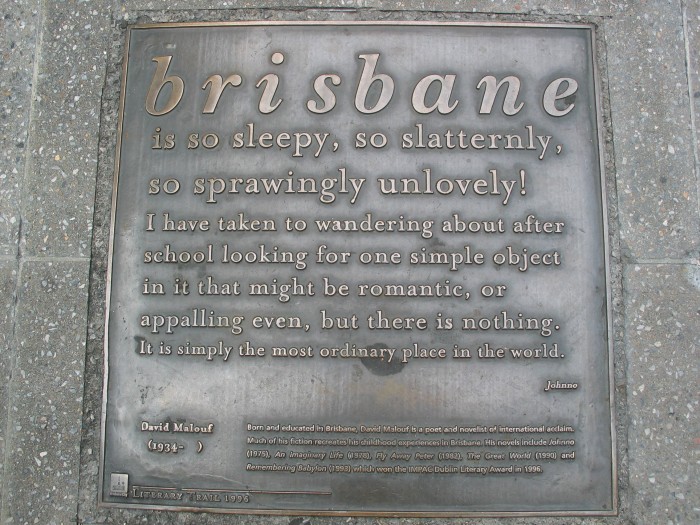 brisbane
is so sleepy, so slatternly,
so sprawingly unlovely!
I have taken to wandering about after
school looking for one simple object
in it that might be romantic, or
appalling even, but there is nothing.
It is simply the most ordinary place in the world.
Johnno
David Malouf
(1934- )
Born and educated in Brisbane, David Malouf is a poet and novelist of international acclaim.
Much of his fiction recreates his childhood experiences in Brisbane. His novels include Johnno
(1975), An Imaginary Life (1978), Fly Away Peter (1982), The Great World (1990) and
Remembering Babylon (1993) which won the IMPAC Dublin Literary Award in 1996.
LITERARY TRAIL 1996